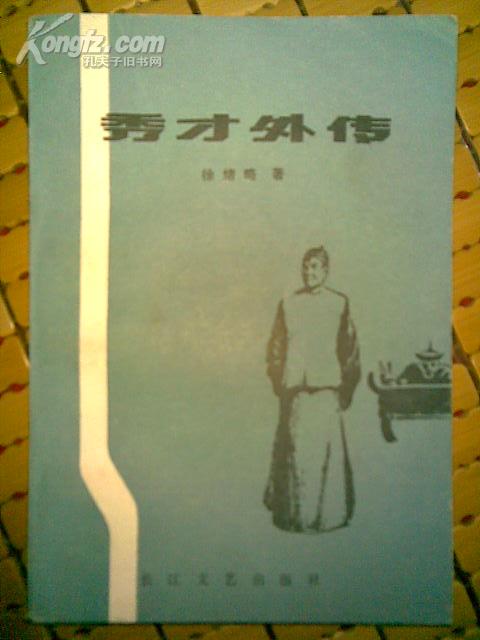 Kongfz.com
孔夫子旧书网
秀才外传
徐绪略 著
长江文艺出版社